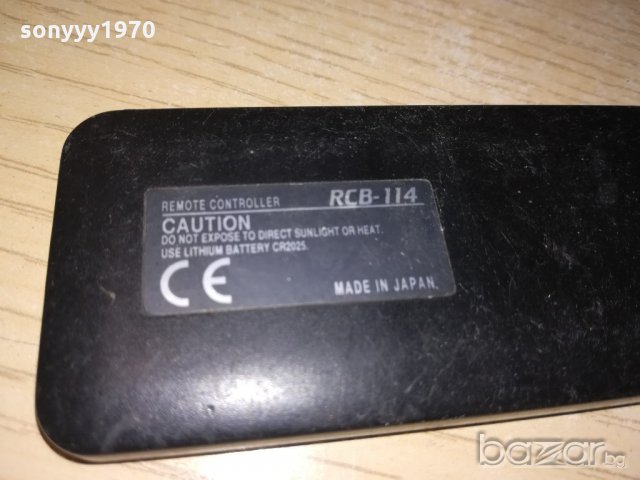 sonyyy1970
REMOTE CONTROLLER RCB-114
CAUTION
DO NOT EXPOSE TO DIRECT SUNLIGHT OR HEAT.
USE LITHIUM BATTERY CR2025.
CE
MADE IN JAPAN.
bazar.bg